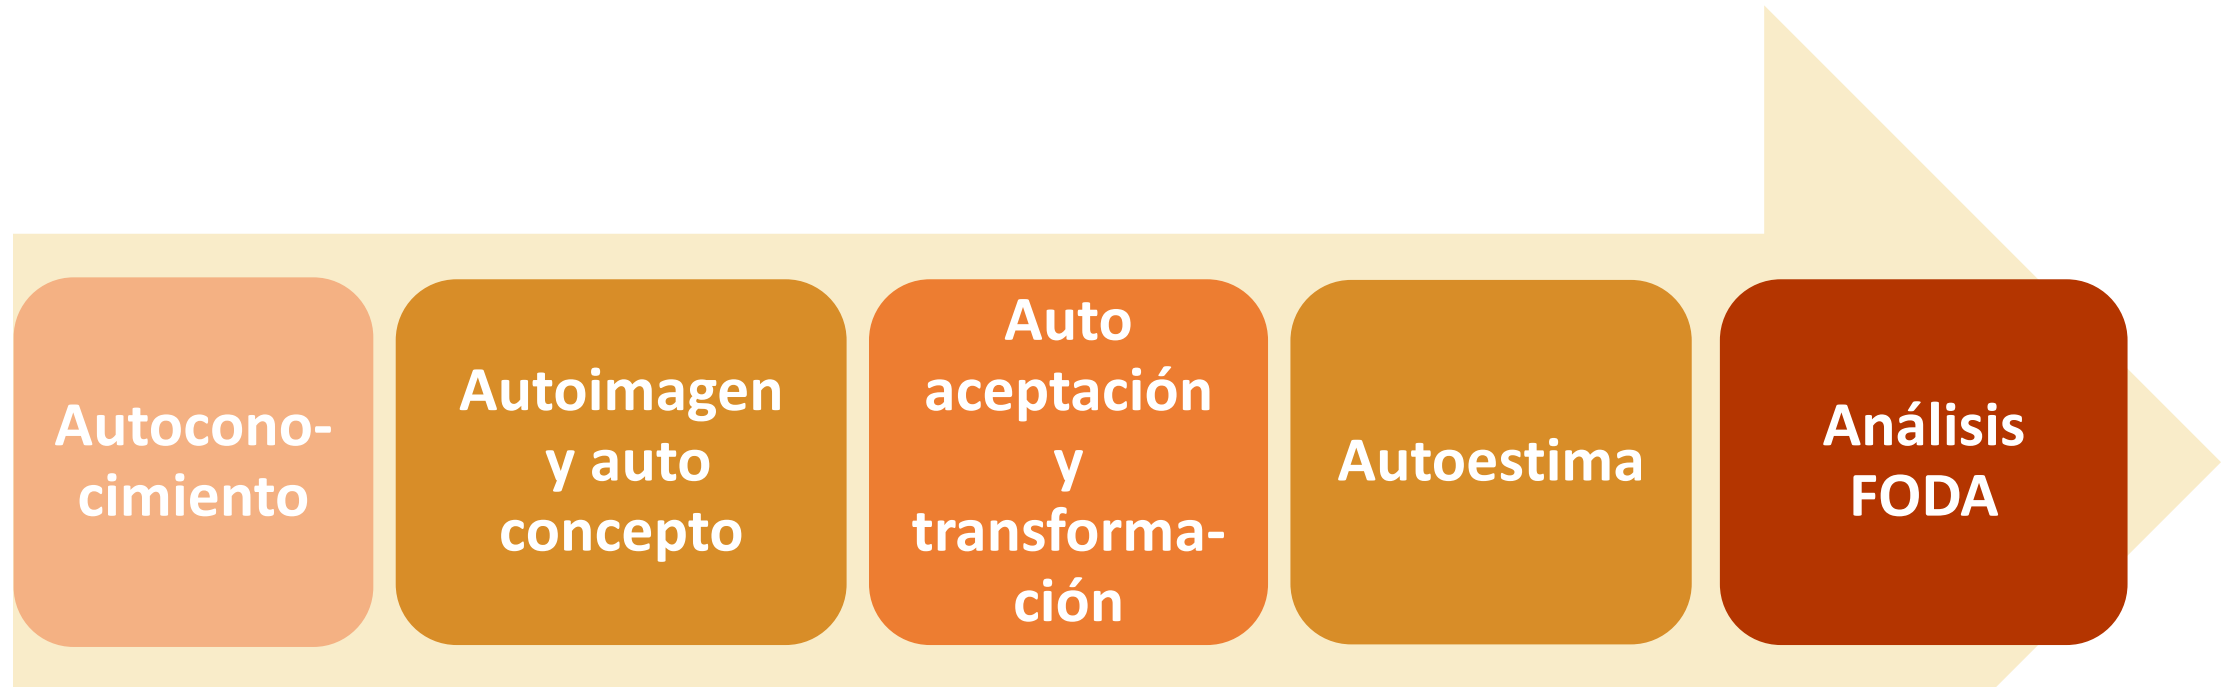 Autocono-
cimiento
Autoimagen
y auto
concepto
Auto
aceptación
y
transforma-
ción
Autoestima
Análisis
FODA